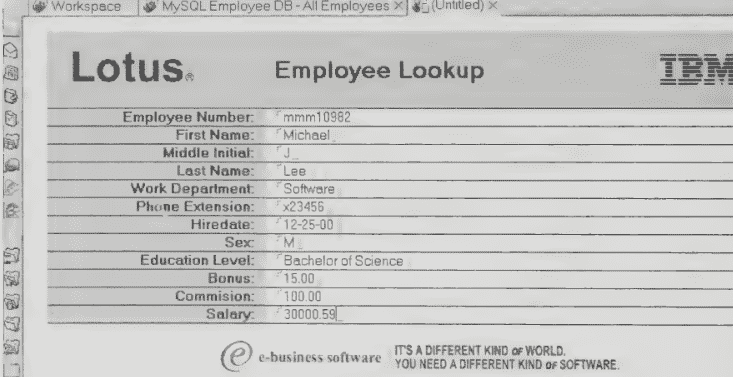 Workspace MySQL Employee DB - All Employees × (Untitled) ×
Lotus® Employee Lookup IBM
Employee Number: mmm10982
First Name: Michael
Middle Initial: J
Last Name: Lee
Work Department: Software
Phone Extension: x23456
Hiredate: 12-25-00
Sex: M
Education Level: Bachelor of Science
Bonus: 15.00
Commision: 100.00
Salary: 30000.59
e e-business software IT'S A DIFFERENT KIND OF WORLD.
YOU NEED A DIFFERENT KIND OF SOFTWARE.